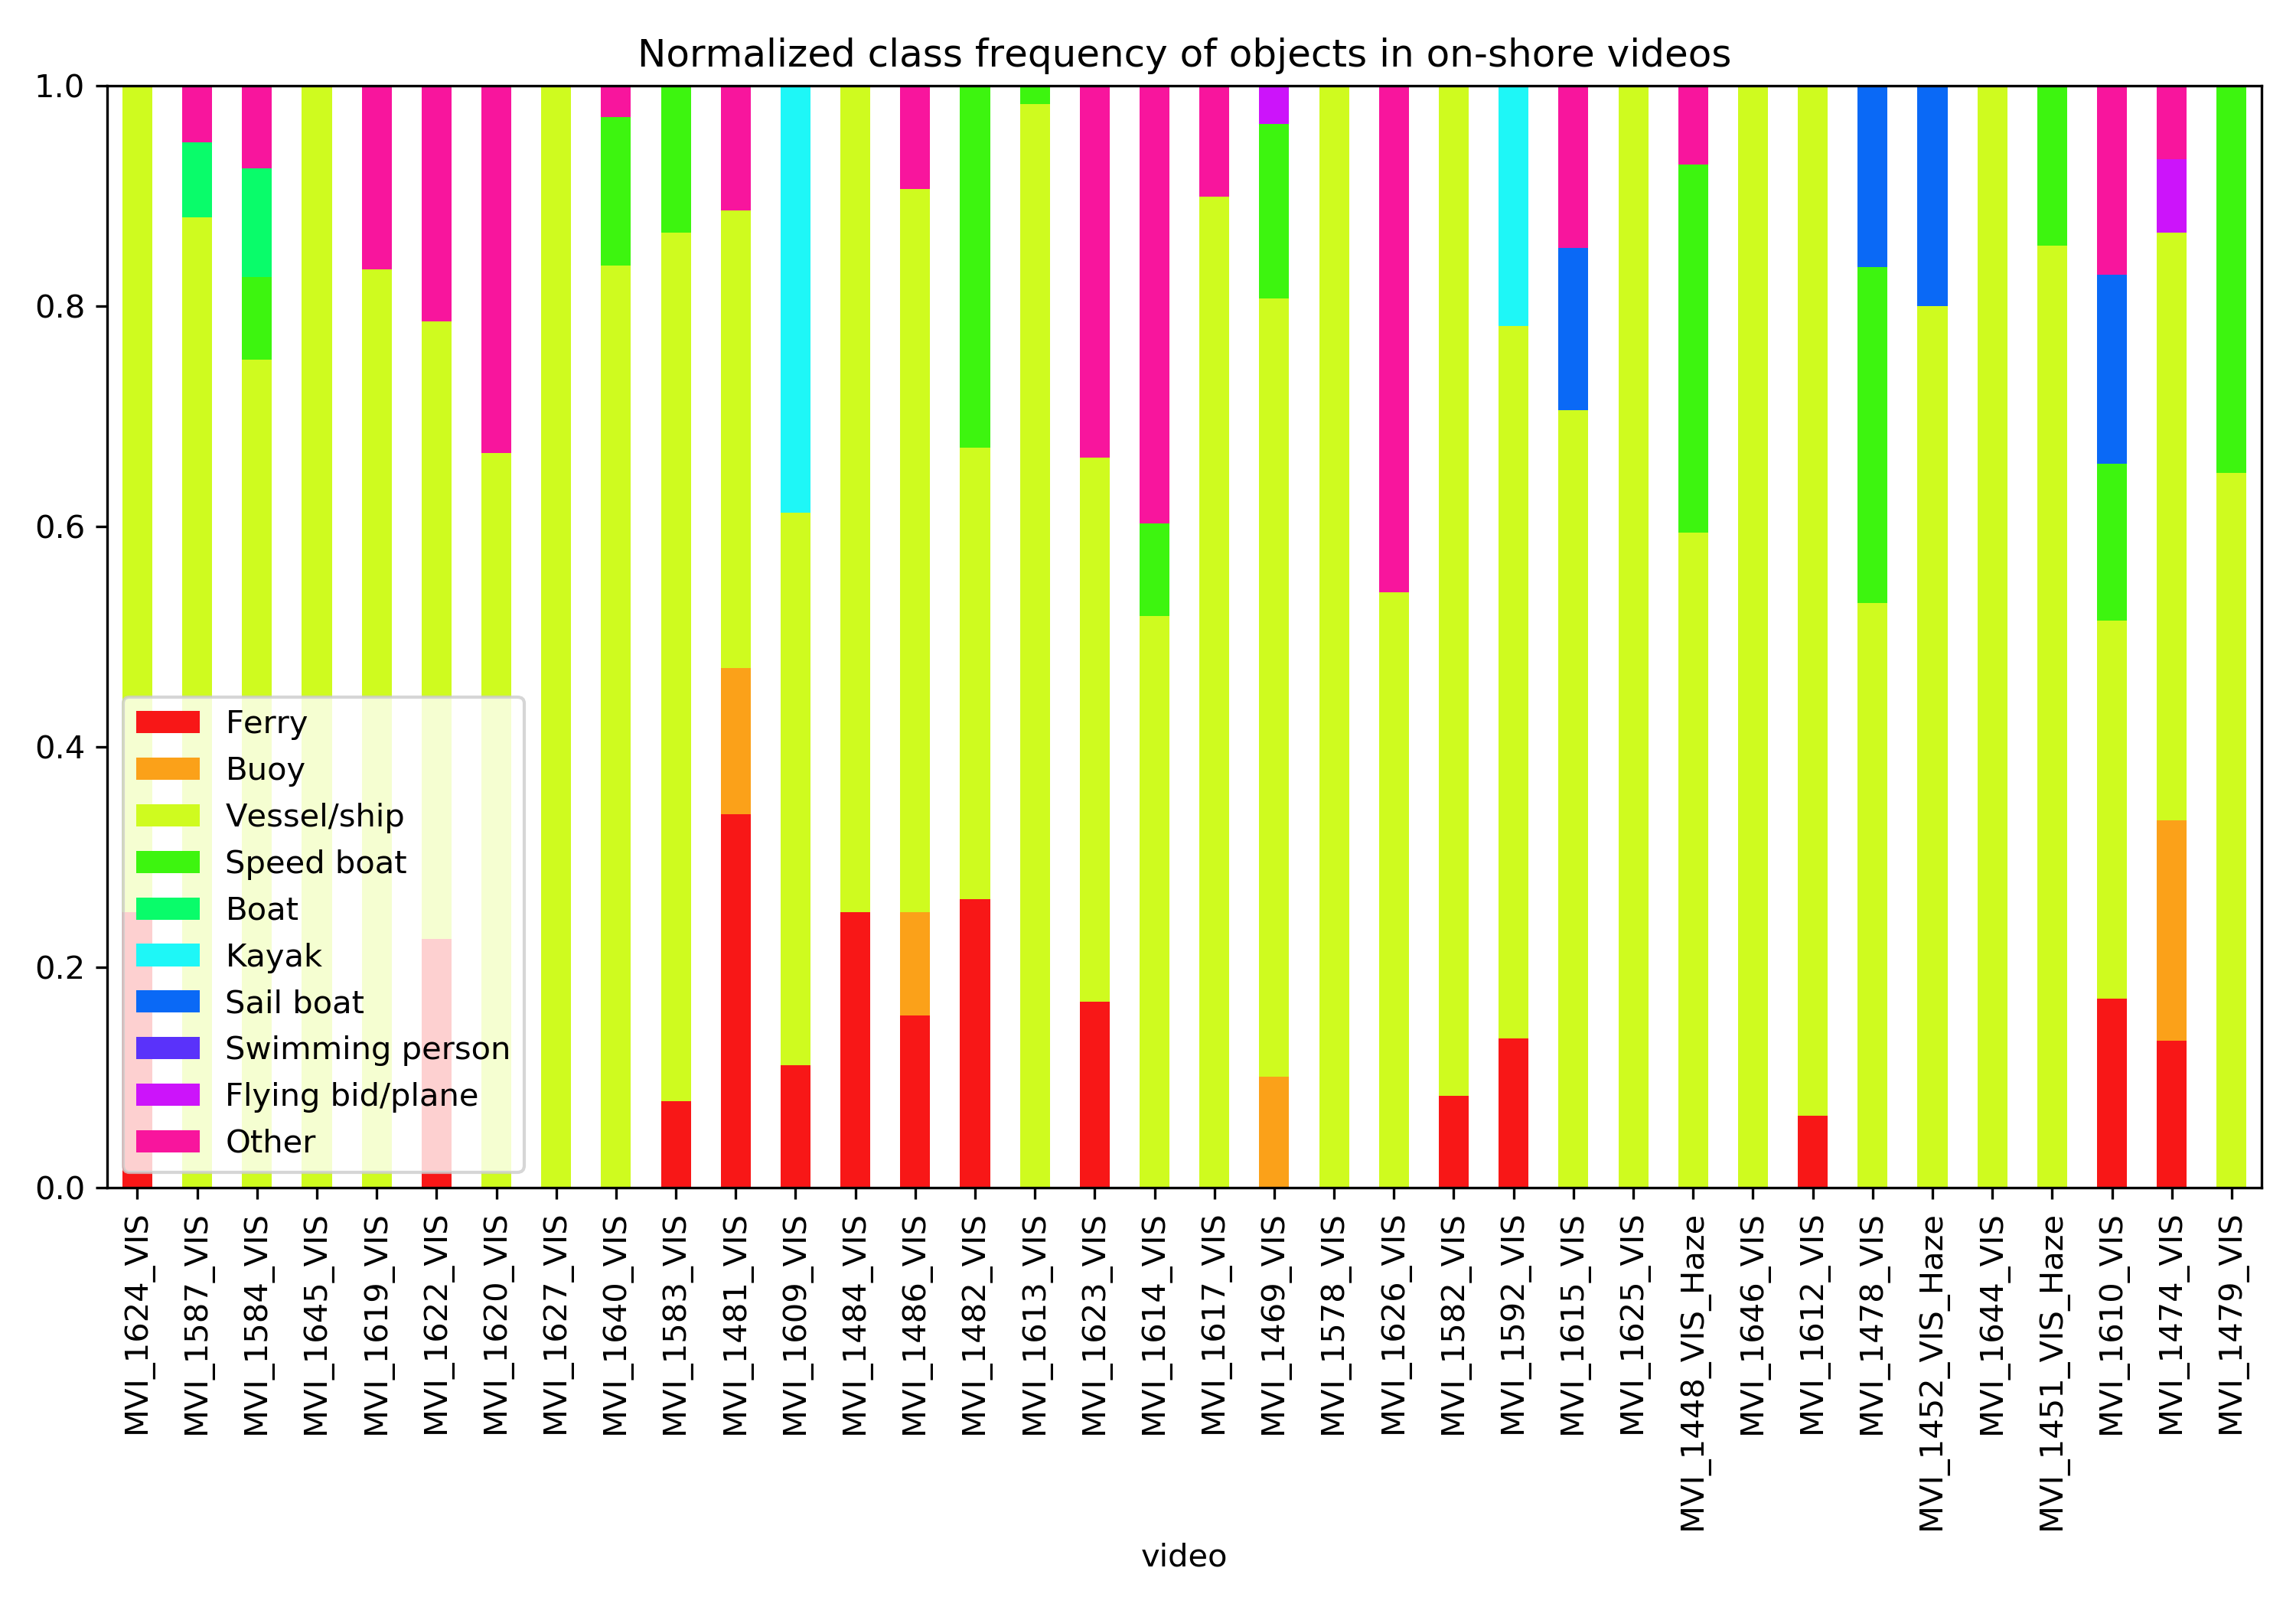 Normalized class frequency of objects in on-shore videos
1.0
0.8
0.6
0.4
0.2
0.0
Ferry
Buoy
Vessel/ship
Speed boat
Boat
Kayak
Sail boat
Swimming person
Flying bid/plane
Other
MVI_1624_VIS
MVI_1587_VIS
MVI_1584_VIS
MVI_1645_VIS
MVI_1619_VIS
MVI_1622_VIS
MVI_1620_VIS
MVI_1627_VIS
MVI_1640_VIS
MVI_1583_VIS
MVI_1481_VIS
MVI_1609_VIS
MVI_1484_VIS
MVI_1486_VIS
MVI_1482_VIS
MVI_1613_VIS
MVI_1623_VIS
MVI_1614_VIS
MVI_1617_VIS
MVI_1469_VIS
MVI_1578_VIS
MVI_1626_VIS
MVI_1582_VIS
MVI_1592_VIS
MVI_1615_VIS
MVI_1625_VIS
MVI_1448_VIS_Haze
MVI_1646_VIS
MVI_1612_VIS
MVI_1478_VIS
MVI_1452_VIS_Haze
MVI_1644_VIS
MVI_1451_VIS_Haze
MVI_1610_VIS
MVI_1474_VIS
MVI_1479_VIS
video